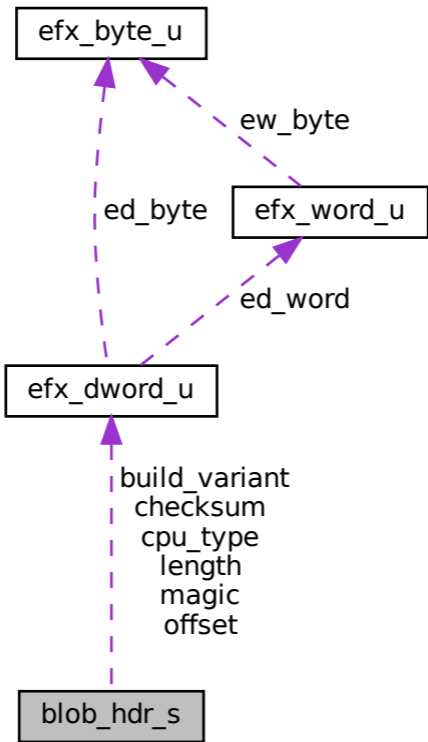 efx_byte_u
ew_byte
efx_word_u
ed_byte
ed_word
efx_dword_u
build_variant
checksum
cpu_type
length
magic
offset
blob_hdr_s